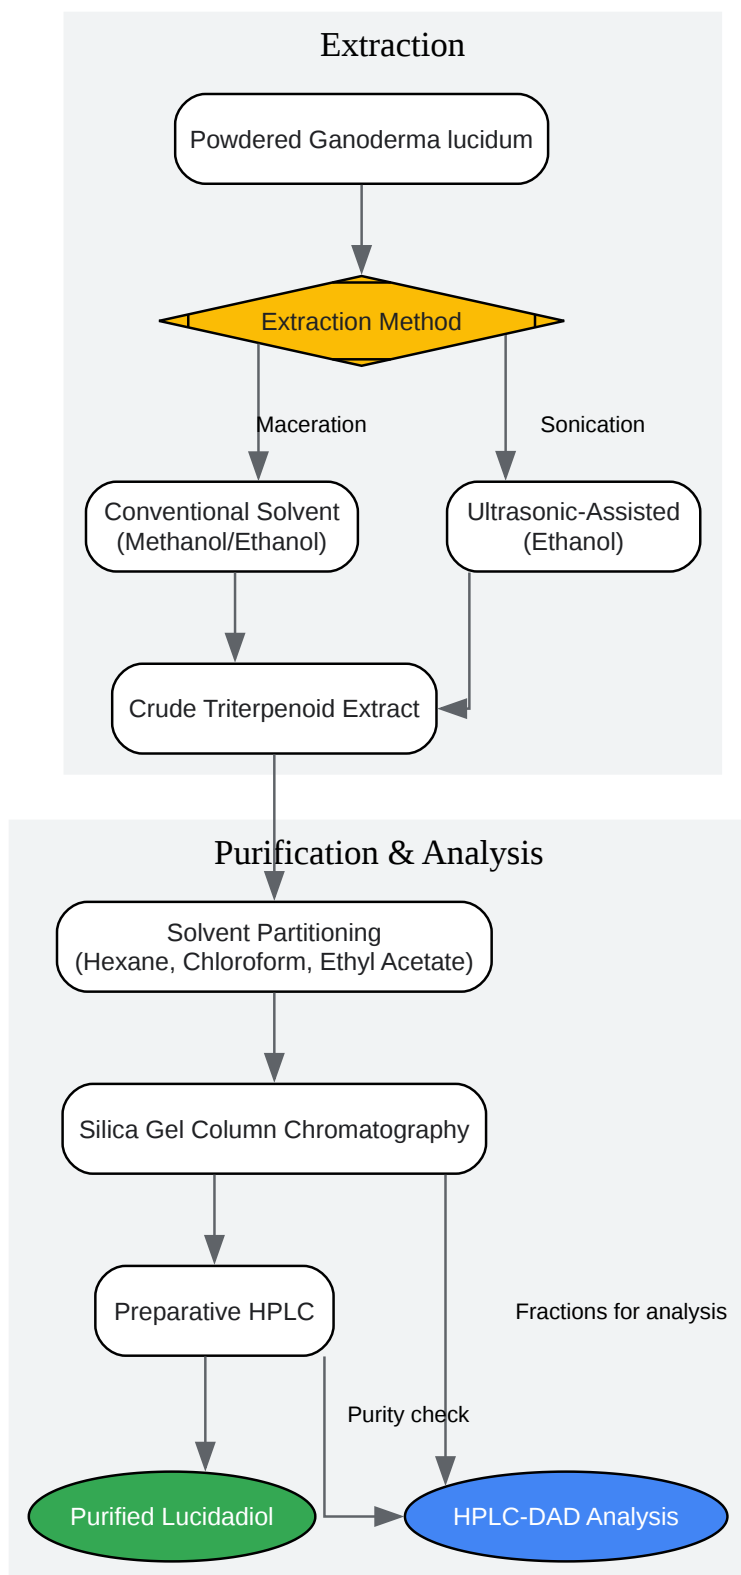 Extraction
Powdered Ganoderma lucidum
Extraction Method
Maceration
Sonication
Conventional Solvent
(Methanol/Ethanol)
Ultrasonic-Assisted
(Ethanol)
Crude Triterpenoid Extract
Purification & Analysis
Solvent Partitioning
(Hexane, Chloroform, Ethyl Acetate)
Silica Gel Column Chromatography
Preparative HPLC
Fractions for analysis
Purity check
Purified Lucidadiol
HPLC-DAD Analysis